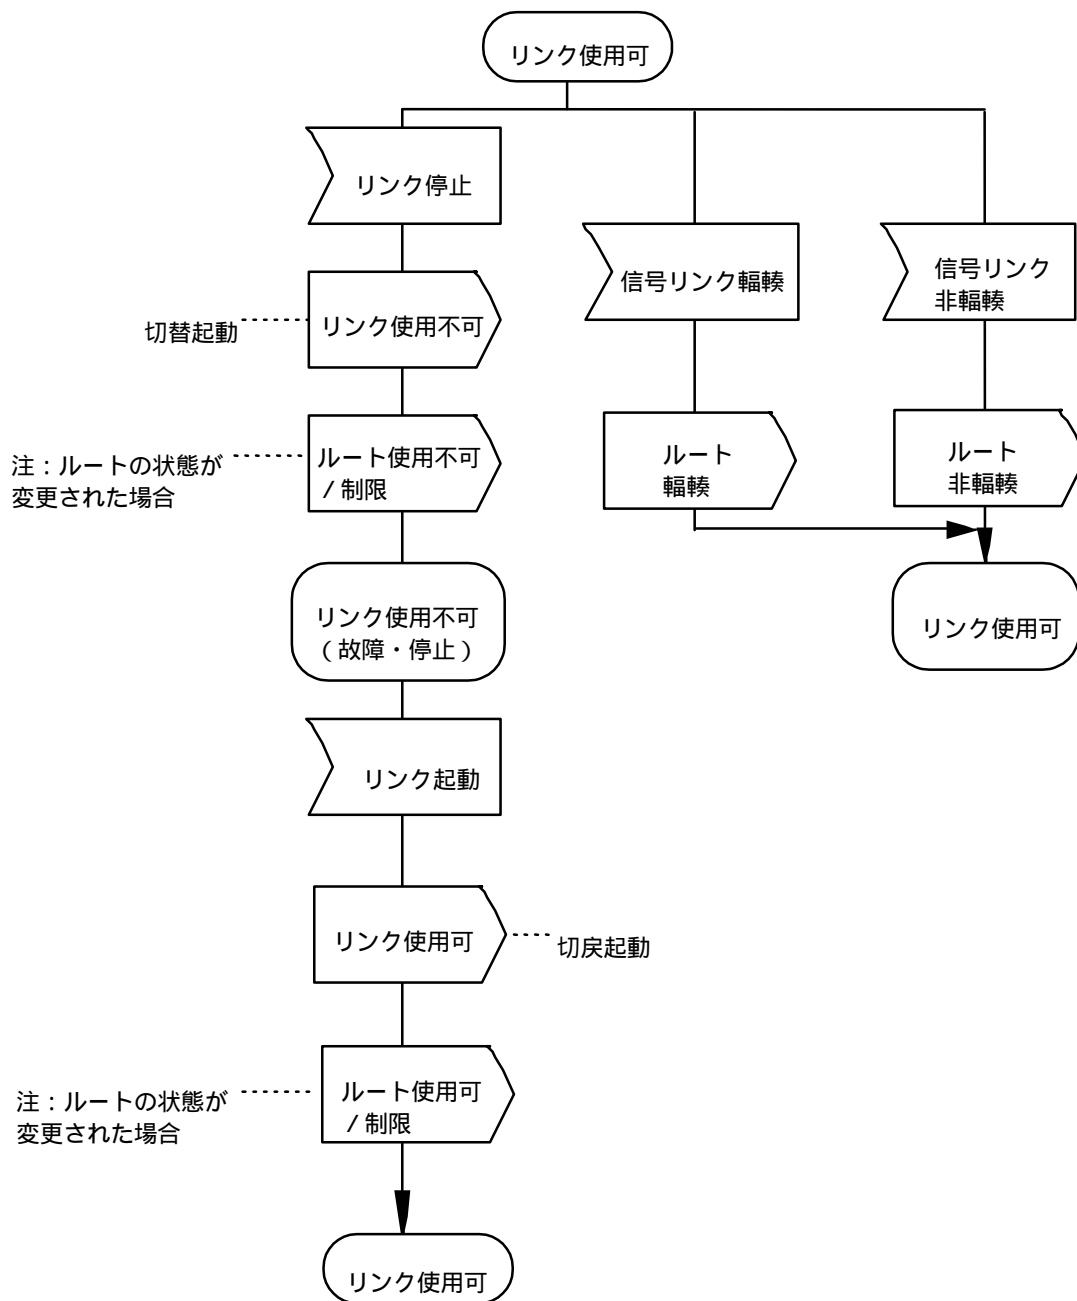 リンク使用可
リンク停止
信号リンク輻輳
信号リンク
非輻輳
切替起動
リンク使用不可
注：ルートの状態が
変更された場合
ルート使用不可
/ 制限
ルート
輻輳
ルート
非輻輳
リンク使用不可
（故障・停止）
リンク使用可
リンク起動
リンク使用可
切戻起動
注：ルートの状態が
変更された場合
ルート使用可
/ 制限
リンク使用可